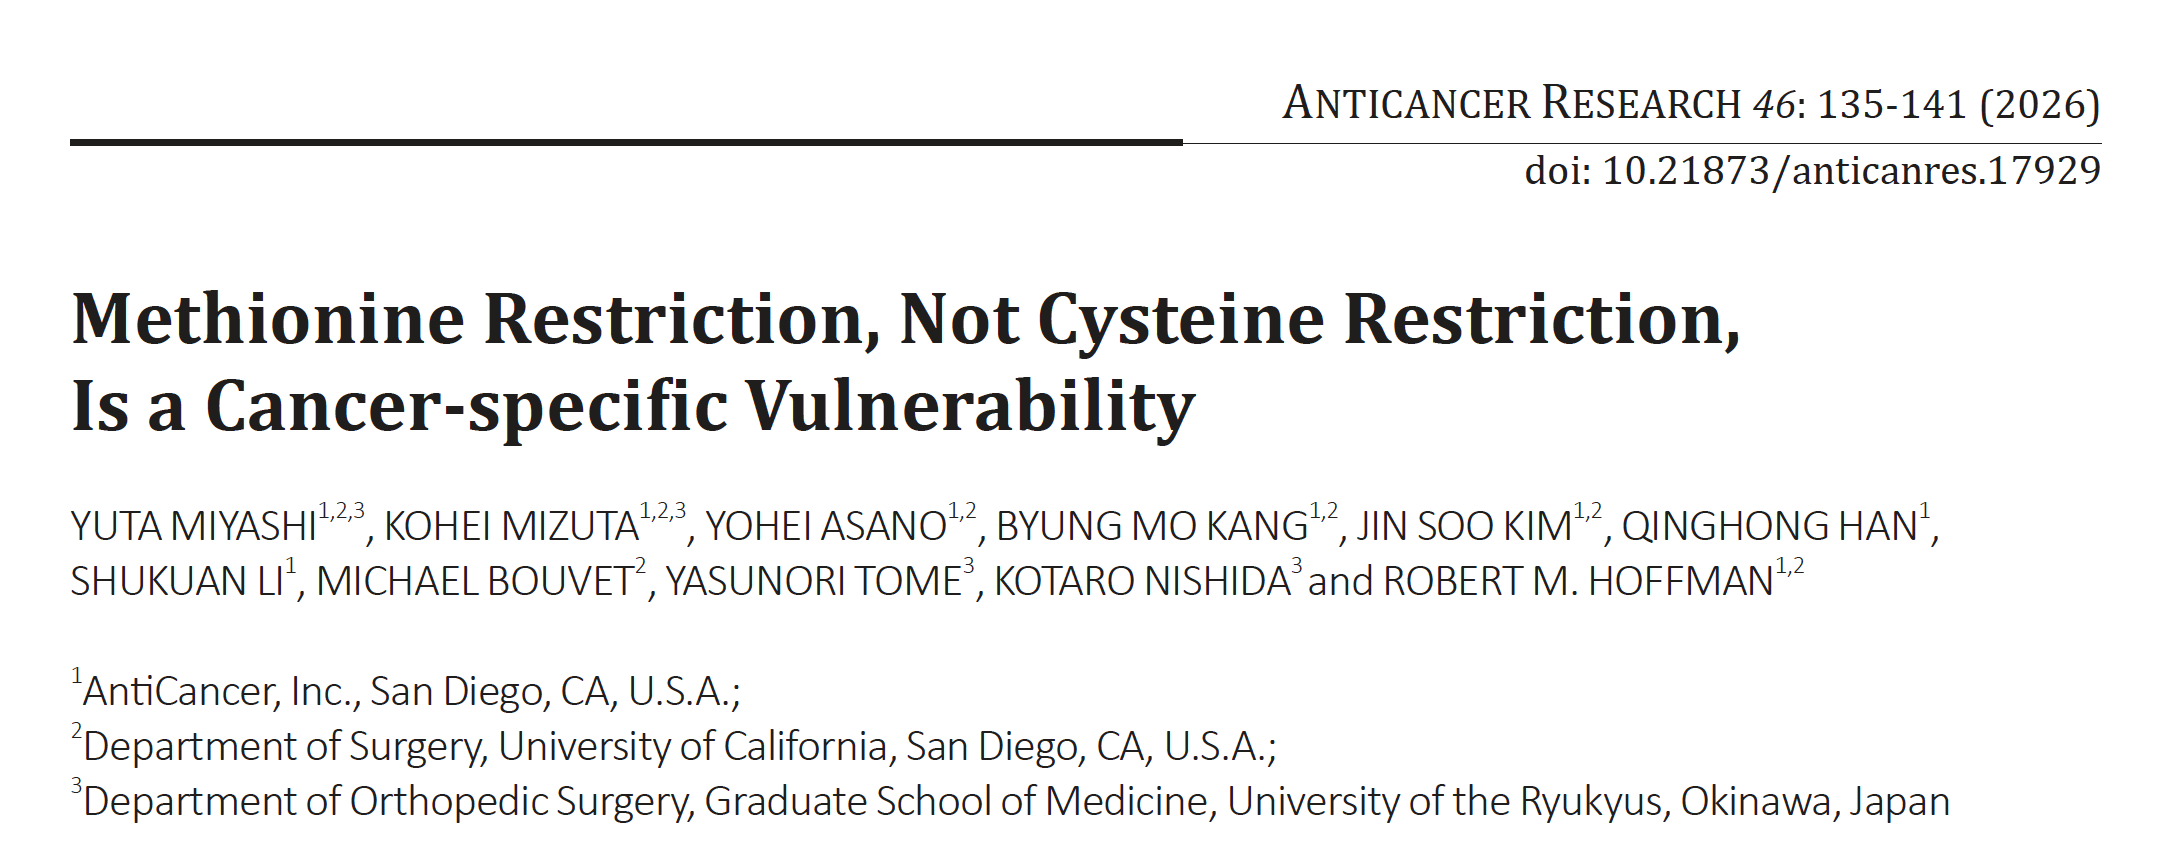 ANTICANCER RESEARCH 46: 135-141 (2026)
doi: 10.21873/anticanres.17929
Methionine Restriction, Not Cysteine Restriction,
Is a Cancer-specific Vulnerability
YUTA MIYASHI1,2,3, KOHEI MIZUTA1,2,3, YOHEI ASANO1,2, BYUNG MO KANG1,2, JIN SOO KIM1,2, QINGHONG HAN1,
SHUKUAN LI1, MICHAEL BOUVET2, YASUNORI TOME3, KOTARO NISHIDA3 and ROBERT M. HOFFMAN1,2
1AntiCancer, Inc., San Diego, CA, U.S.A.;
2Department of Surgery, University of California, San Diego, CA, U.S.A.;
3Department of Orthopedic Surgery, Graduate School of Medicine, University of the Ryukyus, Okinawa, Japan